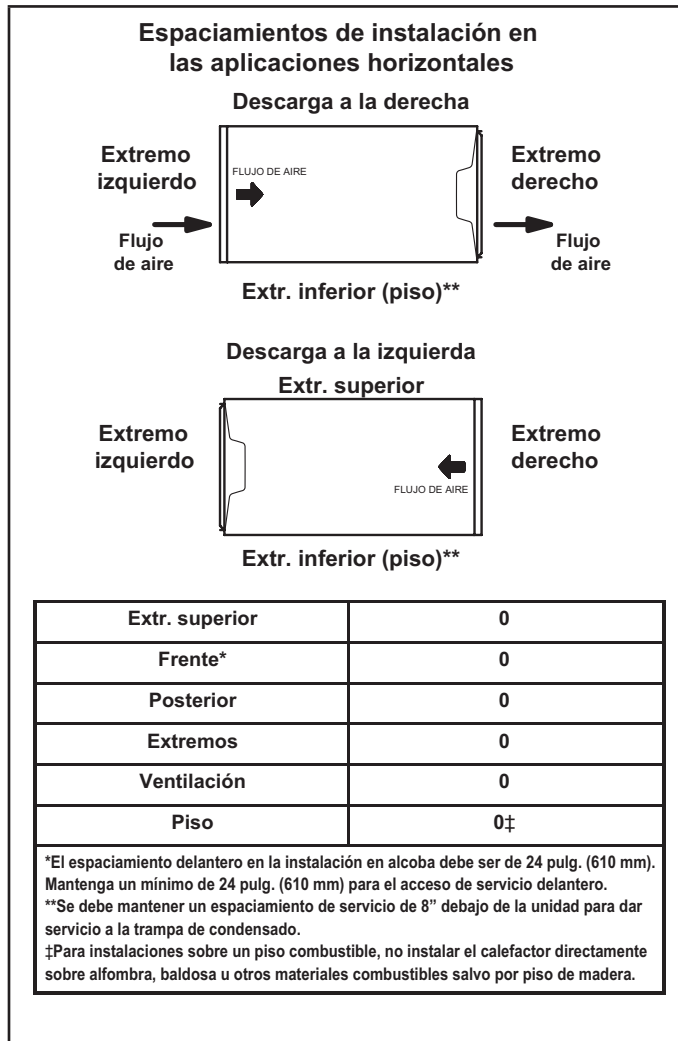 Espaciamientos de instalación en
las aplicaciones horizontales
Descarga a la derecha
Extremo
izquierdo
FLUJO DE AIRE
Extremo
derecho
Flujo
de aire
Flujo
de aire
Extr. inferior (piso)**
Descarga a la izquierda
Extr. superior
Extremo
izquierdo
Extremo
derecho
FLUJO DE AIRE
Extr. inferior (piso)**
Extr. superior 0
Frente* 0
Posterior 0
Extremos 0
Ventilación 0
Piso 0‡
*El espaciamiento delantero en la instalación en alcoba debe ser de 24 pulg. (610 mm).
Mantenga un mínimo de 24 pulg. (610 mm) para el acceso de servicio delantero.
**Se debe mantener un espaciamiento de servicio de 8” debajo de la unidad para dar
servicio a la trampa de condensado.
‡Para instalaciones sobre un piso combustible, no instalar el calefactor directamente
sobre alfombra, baldosa u otros materiales combustibles salvo por piso de madera.